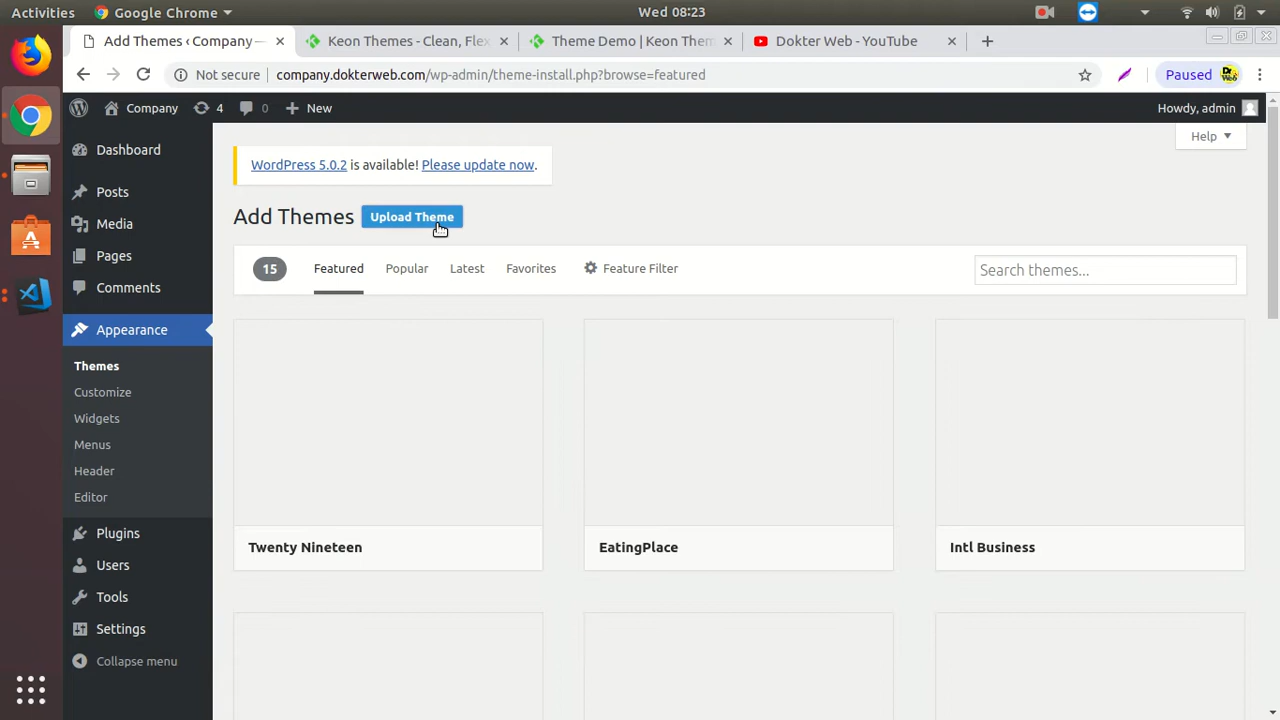 Activities
Google Chrome
Wed 08:23
Add Themes ‹ Company —
Keon Themes - Clean, Flex
Theme Demo | Keon Them
Dokter Web - YouTube
Not secure
company.dokterweb.com/wp-admin/theme-install.php?browse=featured
Paused
Company
4
0
New
Howdy, admin
Help
Dashboard
Posts
Media
Pages
Comments
Appearance
Themes
Customize
Widgets
Menus
Header
Editor
Plugins
Users
Tools
Settings
Collapse menu
WordPress 5.0.2 is available! Please update now.
Add Themes
Upload Theme
15
Featured
Popular
Latest
Favorites
Feature Filter
Search themes...
Twenty Nineteen
EatingPlace
Intl Business